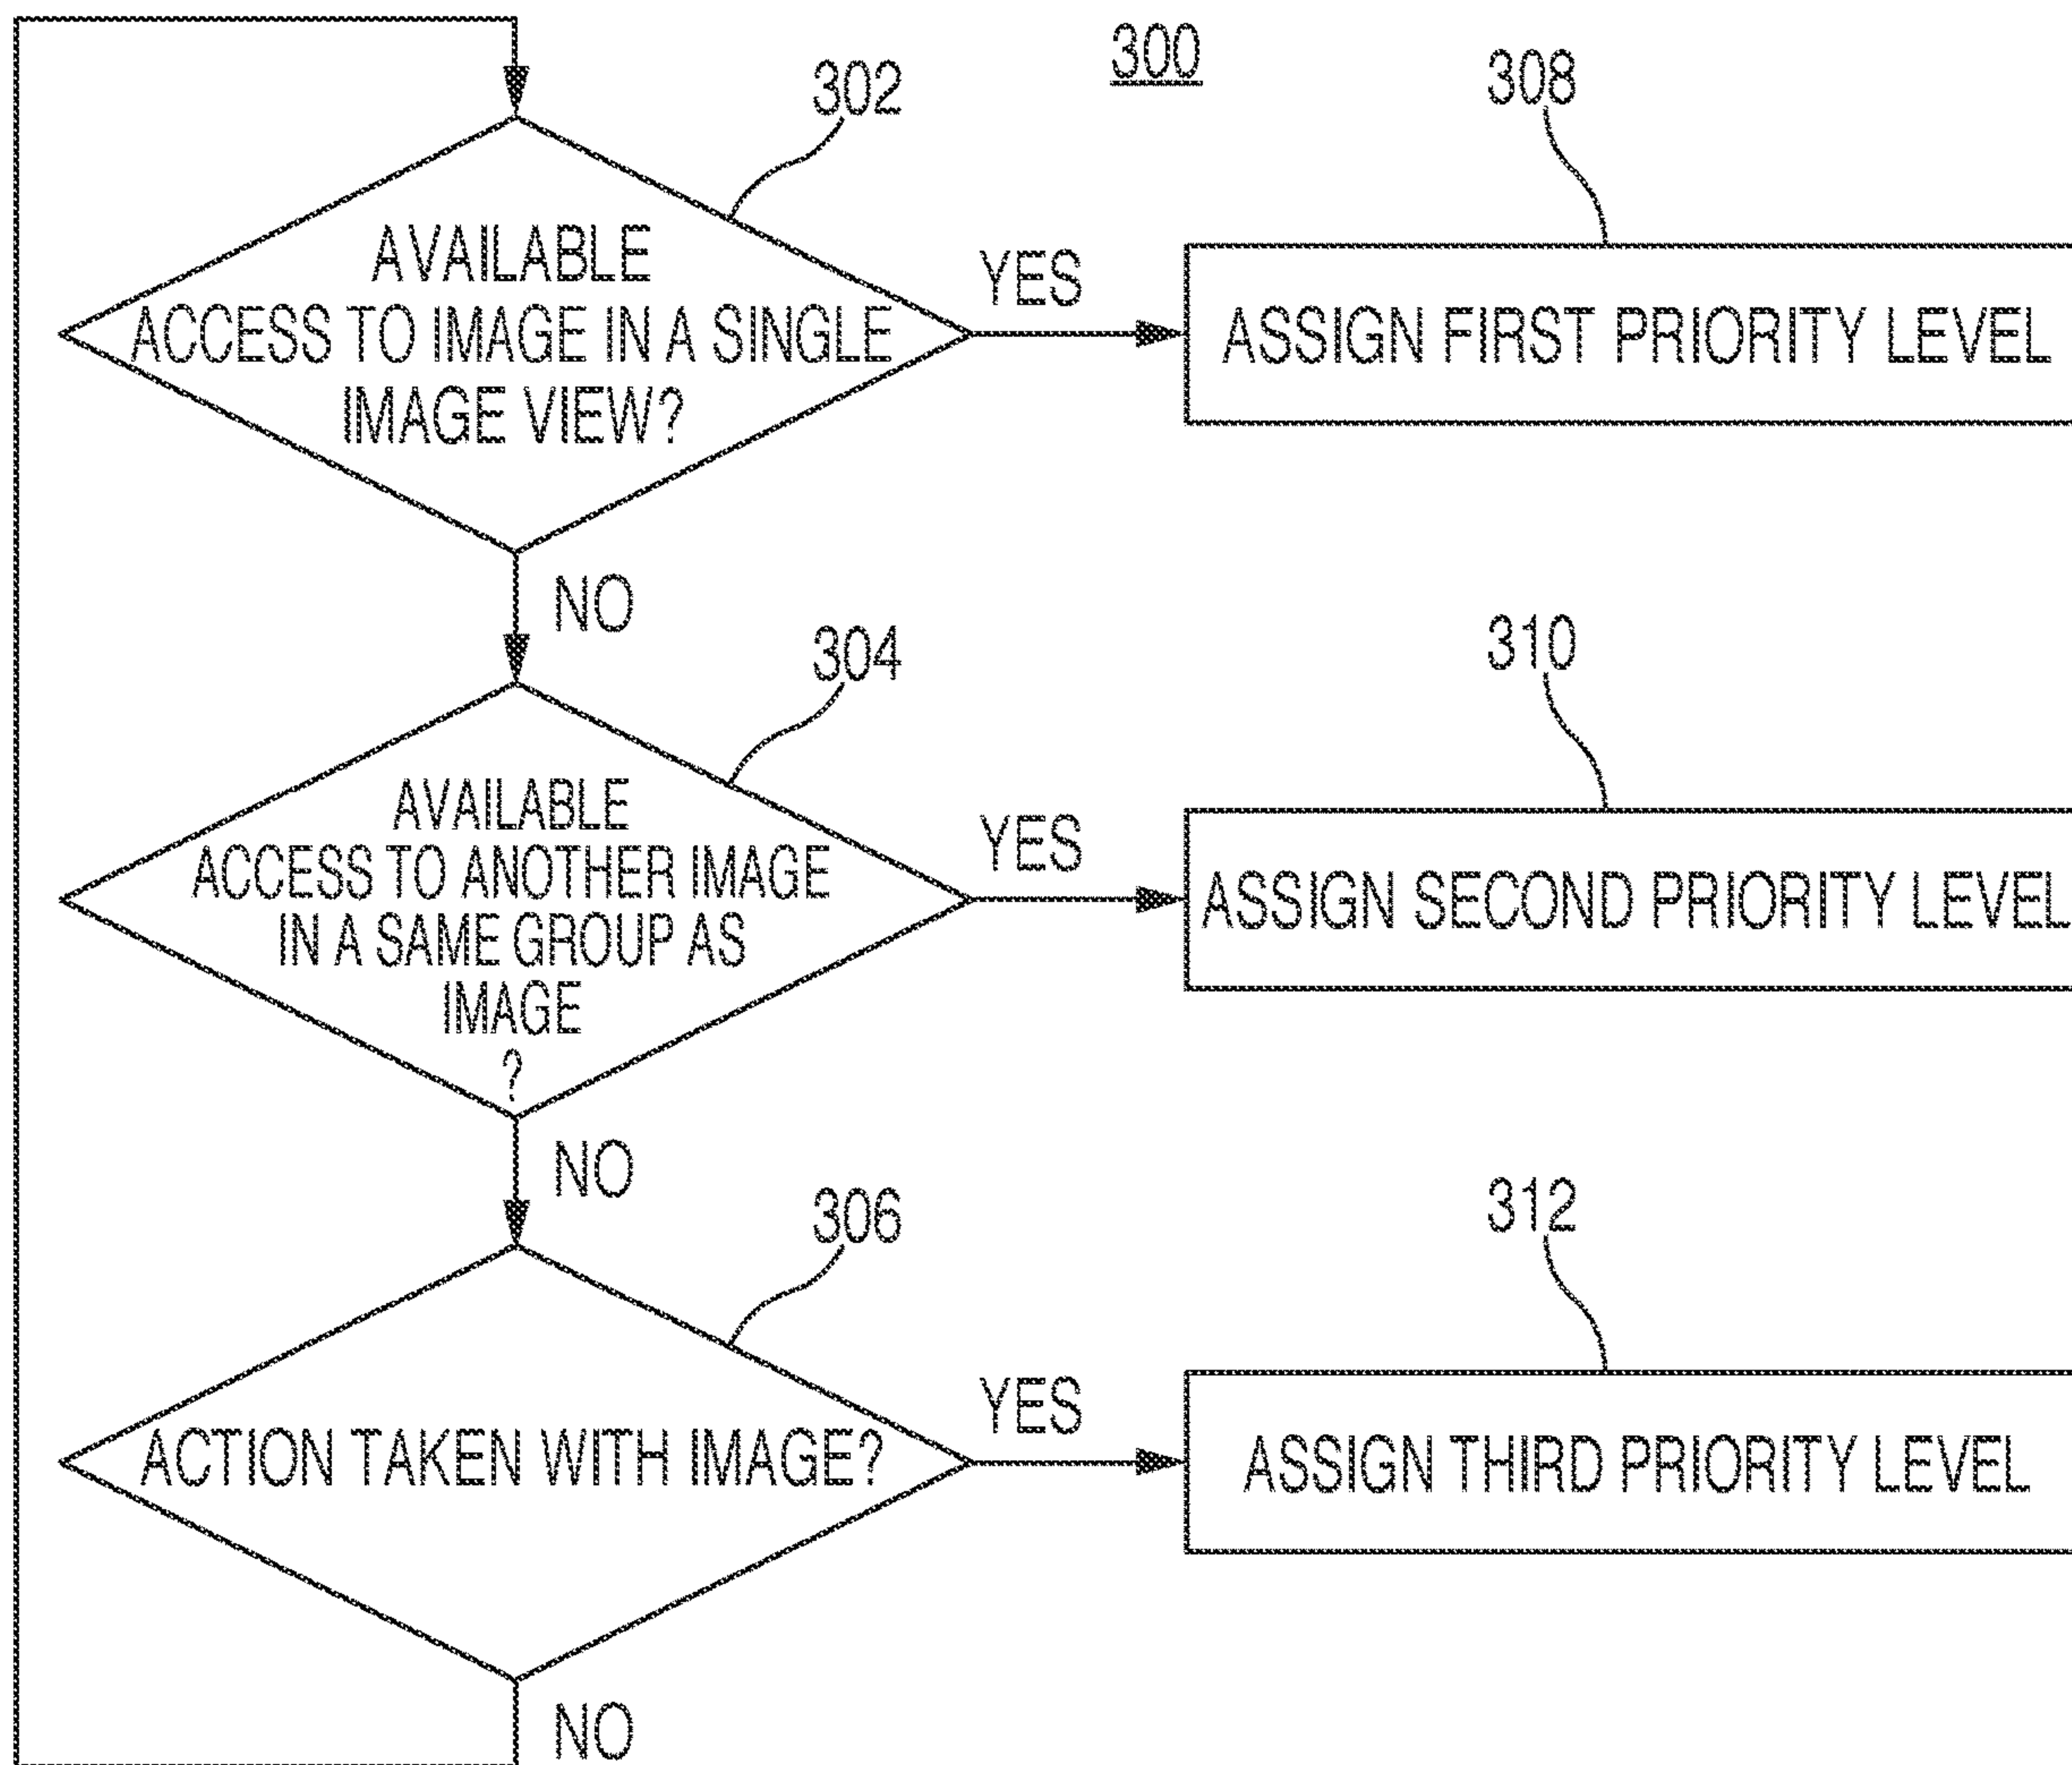 300
302
308
AVAILABLE
ACCESS TO IMAGE IN A SINGLE
IMAGE VIEW?
YES
ASSIGN FIRST PRIORITY LEVEL
NO
304
310
AVAILABLE
ACCESS TO ANOTHER IMAGE
IN A SAME GROUP AS
IMAGE
?
YES
ASSIGN SECOND PRIORITY LEVEL
NO
306
312
ACTION TAKEN WITH IMAGE?
YES
ASSIGN THIRD PRIORITY LEVEL
NO